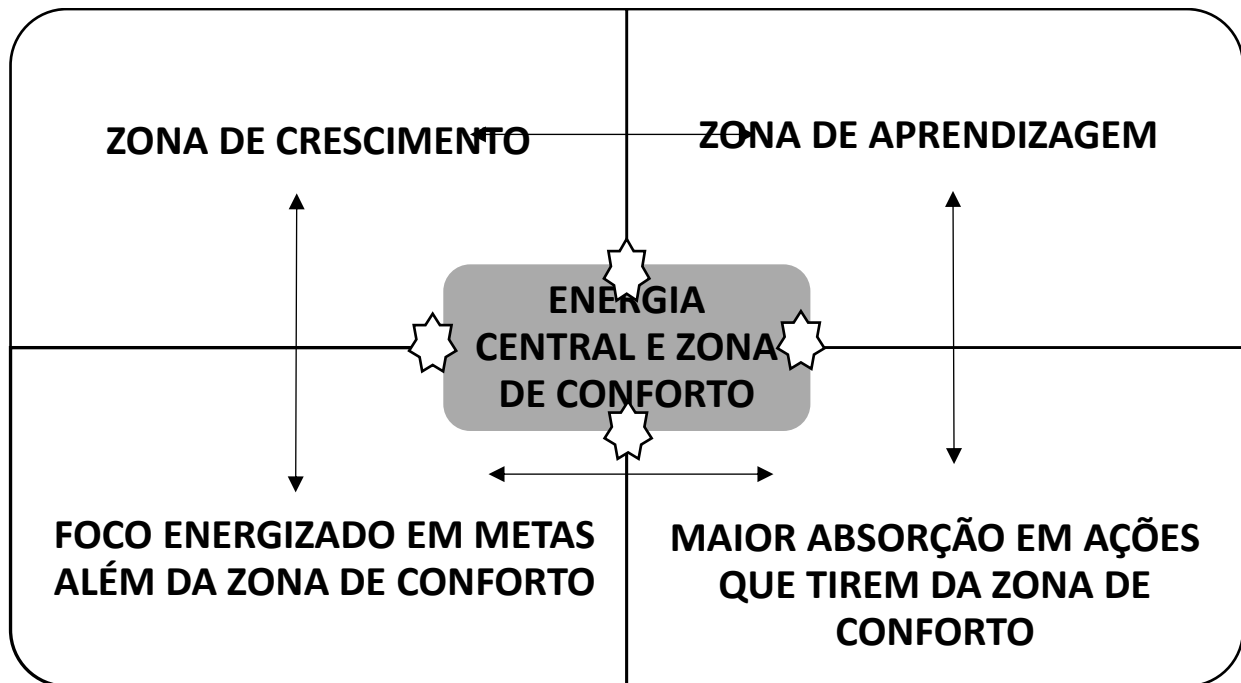 ZONA DE CRESCIMENTO
ZONA DE APRENDIZAGEM
ENERGIA
CENTRAL E ZONA
DE CONFORTO
FOCO ENERGIZADO EM METAS
ALÉM DA ZONA DE CONFORTO
MAIOR ABSORÇÃO EM AÇÕES
QUE TIREM DA ZONA DE
CONFORTO